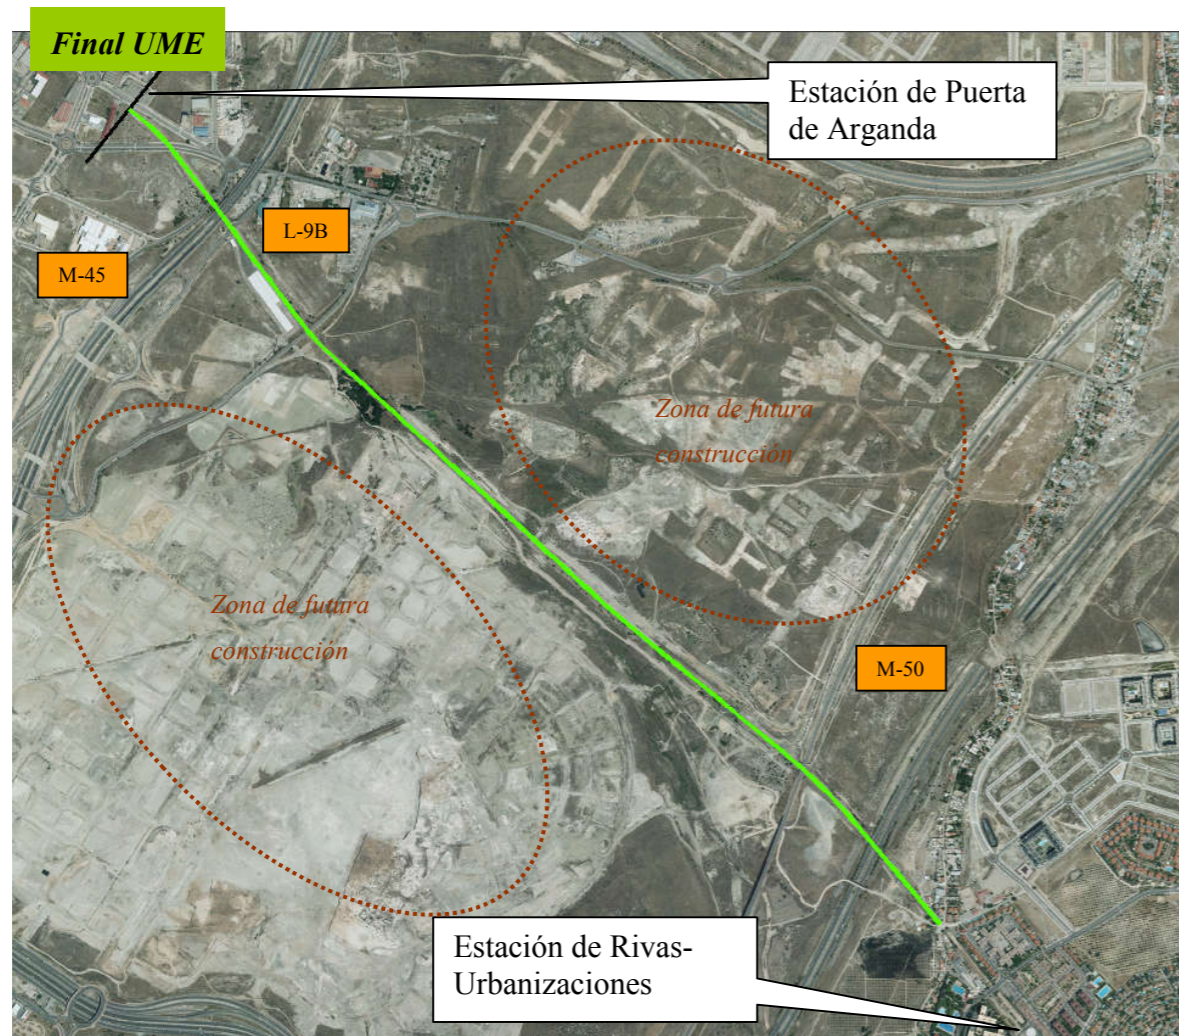 Final UME
Estación de Puerta
de Arganda
L-9B
M-45
Zona de futura
construcción
Zona de futura
construcción
M-50
Estación de Rivas-
Urbanizaciones